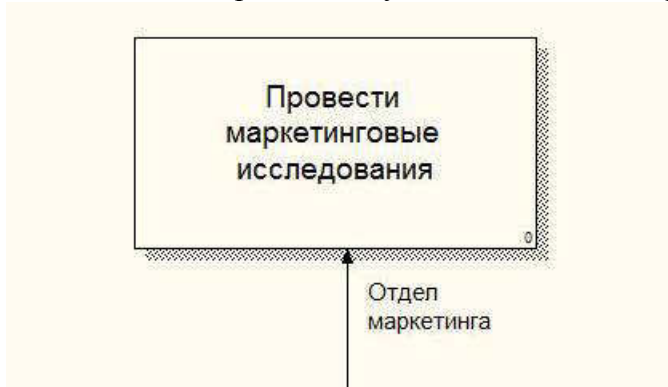 Провести
маркетинговые
исследования
0
Отдел
маркетинга